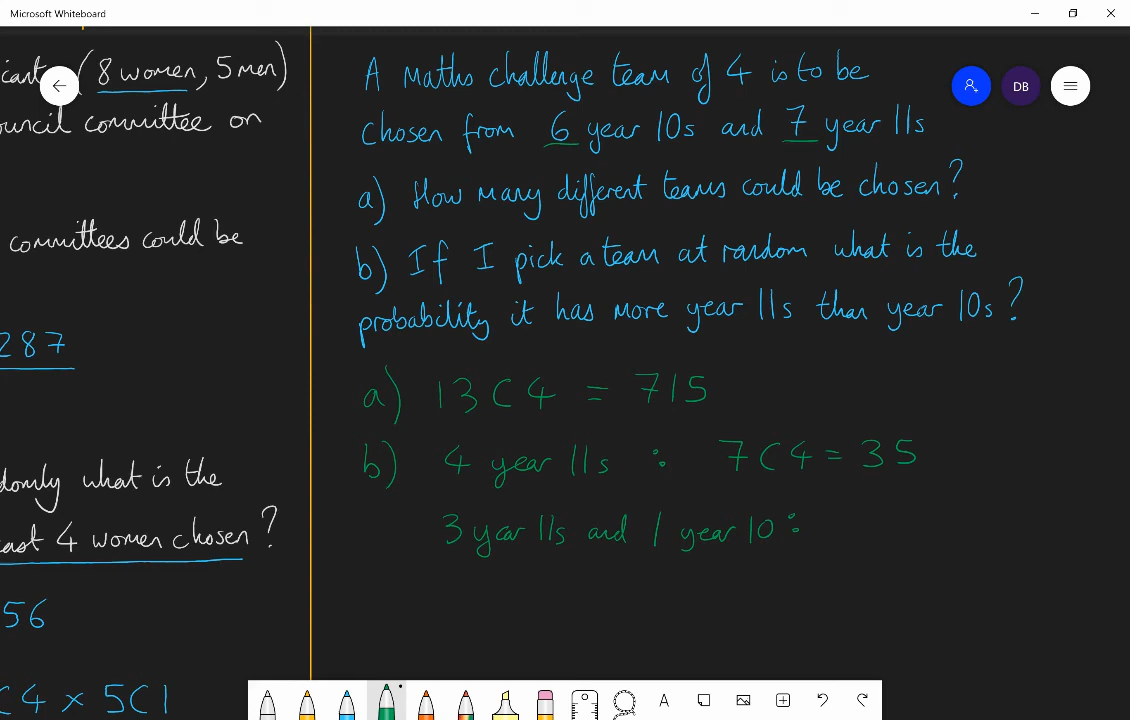 Microsoft Whiteboard
(8 women, 5 men)
ouncil committee on
committees could be
287
what is the
4 women chosen?
56
C4 × 5C1
A Maths challenge team of 4 is to be
chosen from 6 year 10s and 7 year 11s
a) How many different teams could be chosen?
b) If I pick a team at random what is the
probability it has more year 11s than year 10s?
a) 13C4 = 715
b) 4 year 11s : 7C4 = 35
3 year 11s and 1 year 10 :
DB
A